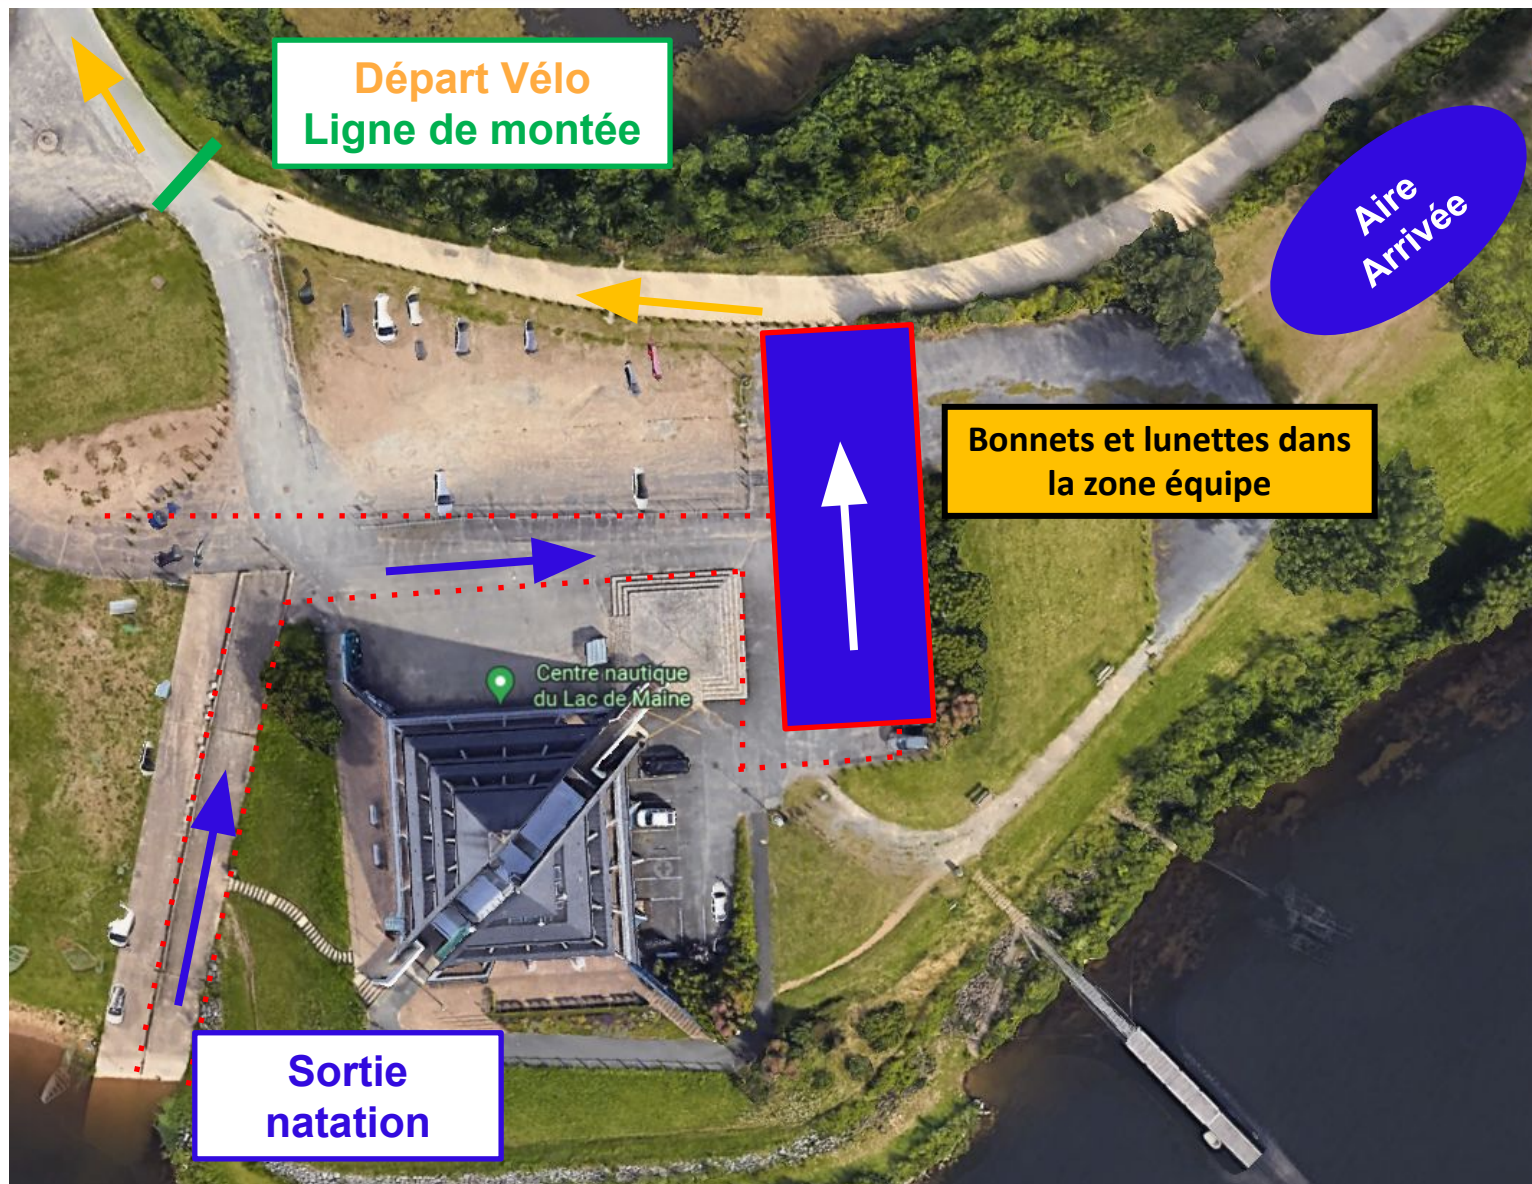 Départ Vélo
Ligne de montée
Aire
Arrivée
Bonnets et lunettes dans
la zone équipe
Centre nautique
du Lac de Maine
Sortie
natation